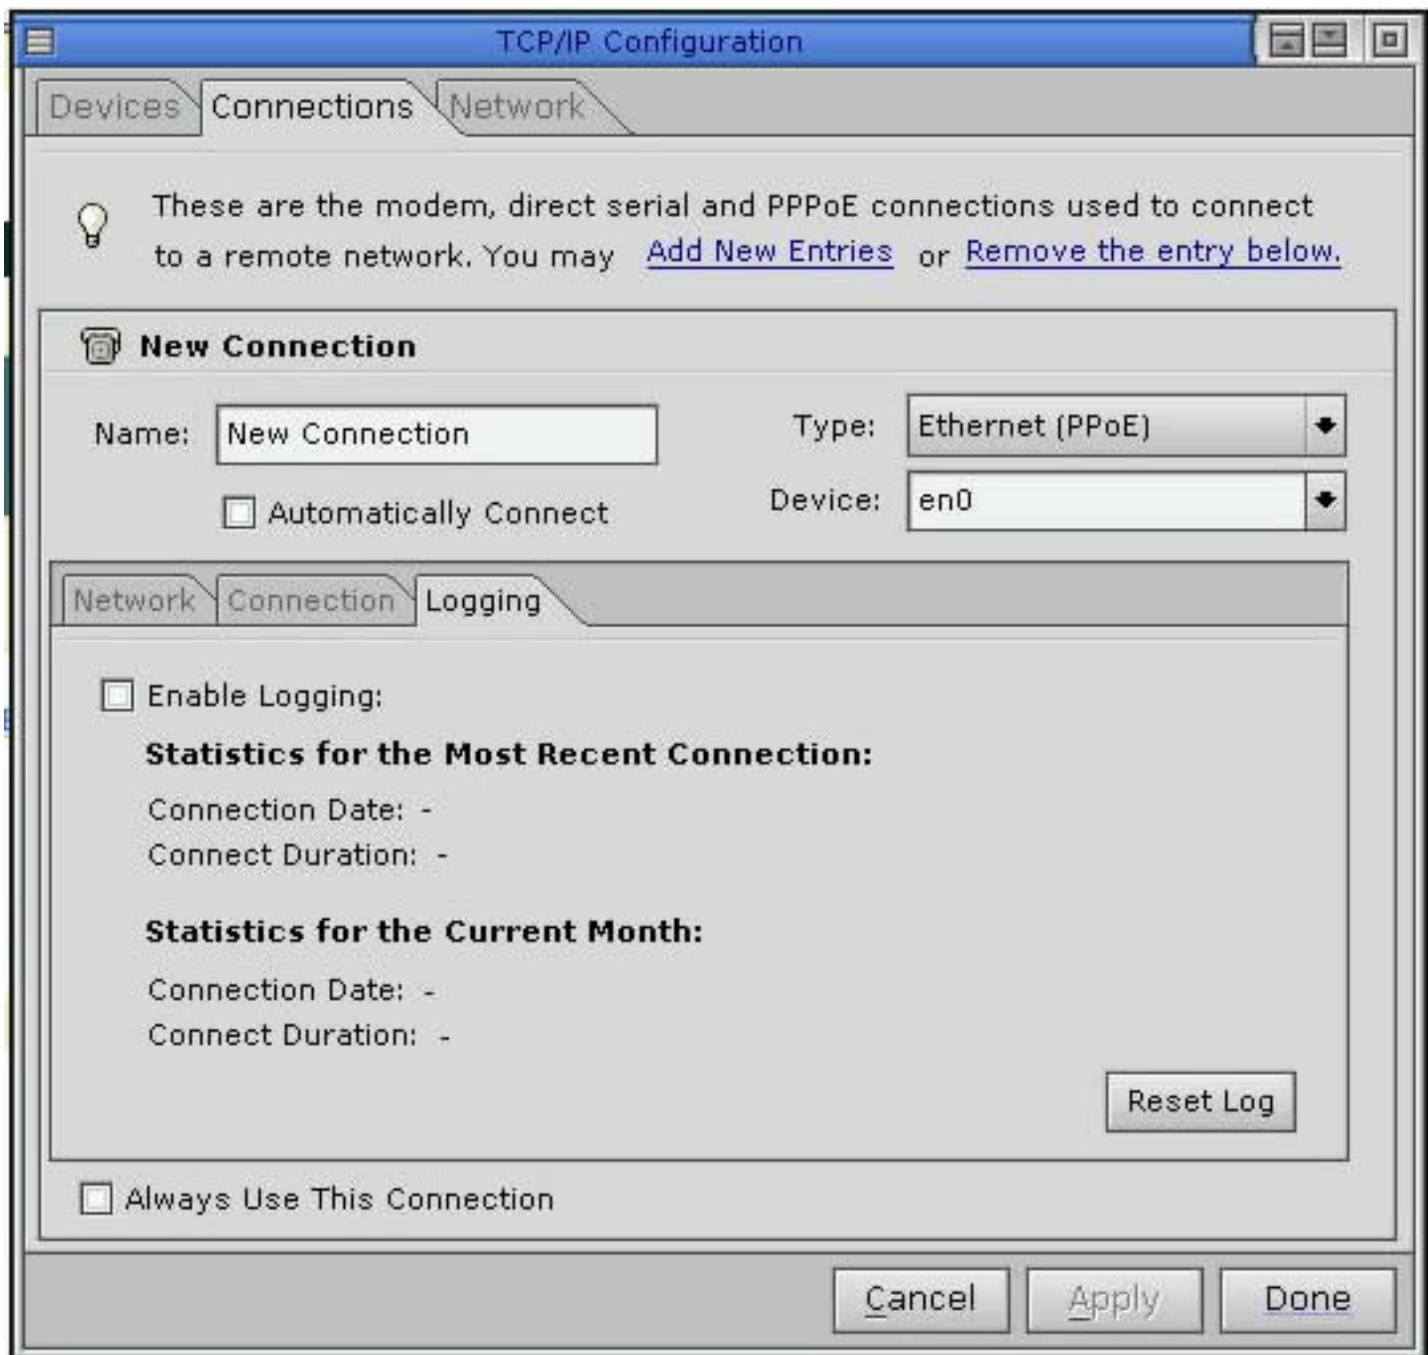 TCP/IP Configuration
Devices Connections Network
These are the modem, direct serial and PPPoE connections used to connect
to a remote network. You may Add New Entries or Remove the entry below.
New Connection
Name: New Connection Type: Ethernet (PPoE)
Automatically Connect Device: en0
Network Connection Logging
Enable Logging:
Statistics for the Most Recent Connection:
Connection Date: -
Connect Duration: -
Statistics for the Current Month:
Connection Date: -
Connect Duration: -
Reset Log
Always Use This Connection
Cancel Apply Done